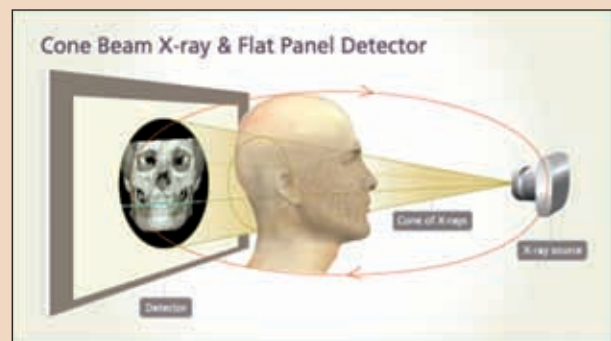 Cone Beam X-ray & Flat Panel Detector
Cone of X-rays
X-ray source
Detector